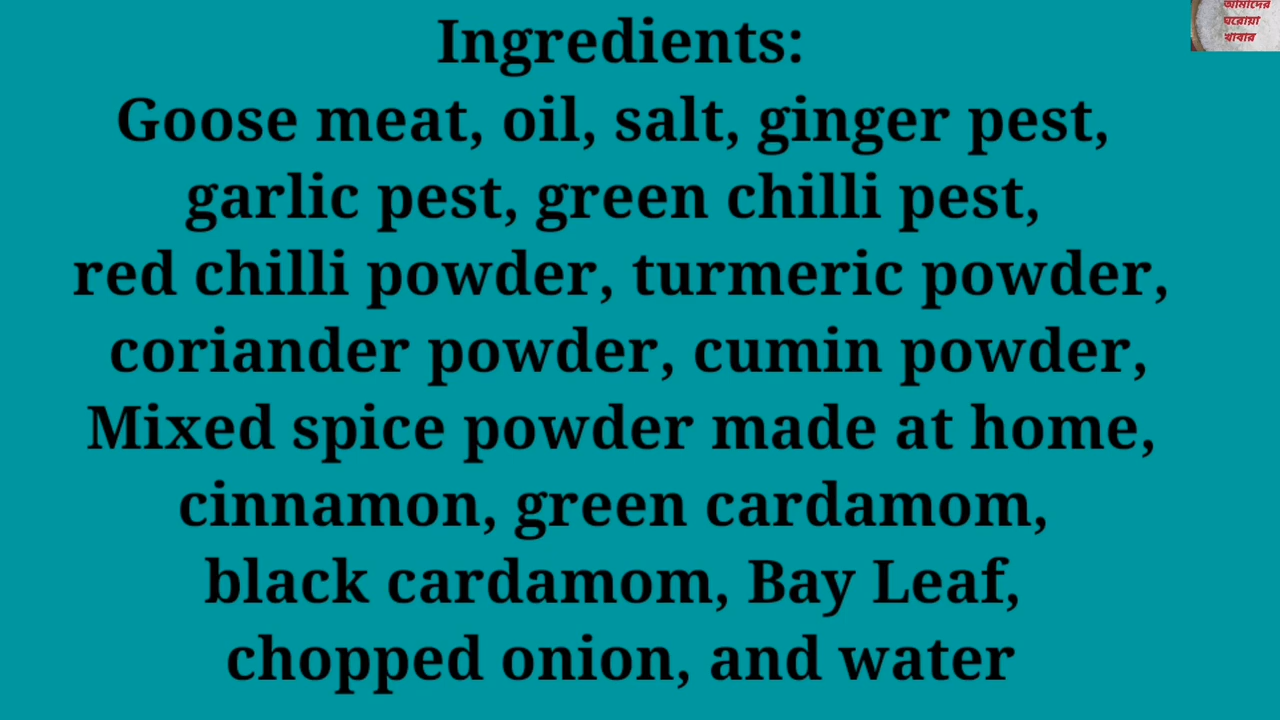 আমাদের
ঘরোয়া
খাবার
Ingredients:
Goose meat, oil, salt, ginger pest,
garlic pest, green chilli pest,
red chilli powder, turmeric powder,
coriander powder, cumin powder,
Mixed spice powder made at home,
cinnamon, green cardamom,
black cardamom, Bay Leaf,
chopped onion, and water